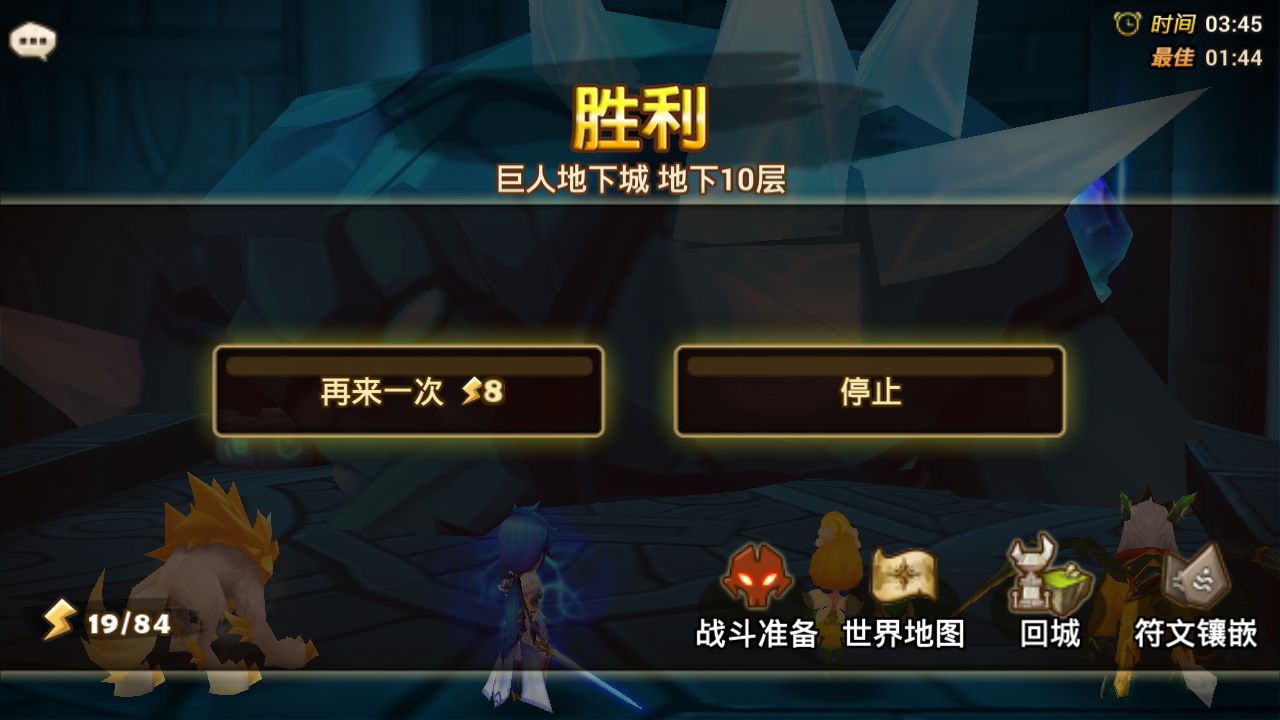 时间 03:45
最佳 01:44
胜利
巨人地下城 地下10层
再来一次 8
停止
19/84
战斗准备 世界地图 回城 符文镶嵌